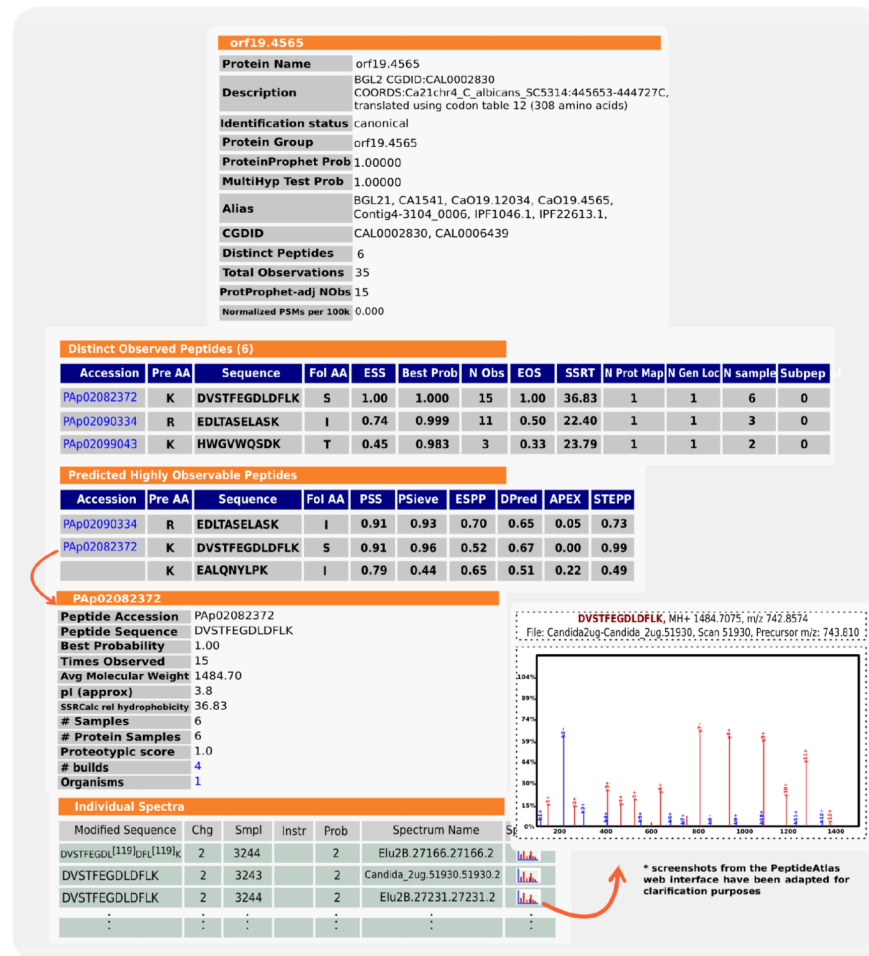 orf19.4565
Protein Name orf19.4565
Description BGL2 CGDID:CAL0002830
COORDS:Ca21chr4_C_albicans_SC5314:445653-444727C,
translated using codon table 12 (308 amino acids)
Identification status canonical
Protein Group orf19.4565
ProteinProphet Prob 1.00000
MultiHyp Test Prob 1.00000
Alias BGL21, CA1541, CaO19.12034, CaO19.4565,
Contig4-3104_0006, IPF1046.1, IPF22613.1,
CGDID CAL0002830, CAL0006439
Distinct Peptides 6
Total Observations 35
ProtProphet-adj NObs 15
Normalized PSMs per 100k 0.000
Distinct Observed Peptides (6)
Accession Pre AA Sequence Fol AA ESS Best Prob N Obs EOS SSRT N Prot Map N Gen Loc N sample Subpep
PAp02082372 K DVSTFEGDLDFLK S 1.00 1.000 15 1.00 36.83 1 1 6 0
PAp02090334 R EDLTASELASK I 0.74 0.999 11 0.50 22.40 1 1 3 0
PAp02099043 K HWGVWQSDK T 0.45 0.983 3 0.33 23.79 1 1 2 0
Predicted Highly Observable Peptides
Accession Pre AA Sequence Fol AA PSS PSieve ESPP DPred APEX STEPP
PAp02090334 R EDLTASELASK I 0.91 0.93 0.70 0.65 0.05 0.73
PAp02082372 K DVSTFEGDLDFLK S 0.91 0.96 0.52 0.67 0.00 0.99
K EALQNYLPK I 0.79 0.44 0.65 0.51 0.22 0.49
PAp02082372
Peptide Accession PAp02082372
Peptide Sequence DVSTFEGDLDFLK
Best Probability 1.00
Times Observed 15
Avg Molecular Weight 1484.70
pI (approx) 3.8
SSRCalc rel hydrophobicity 36.83
# Samples 6
# Protein Samples 6
Proteotypic score 1.0
# builds 4
Organisms 1
DVSTFEGDLDFLK, MH+ 1484.7075, m/z 742.8574
File: Candida2ug-Candida_2ug.51930, Scan 51930, Precursor m/z: 743.810
104%
89%
74%
59%
44%
30%
15%
0%
200 400 600 800 1000 1200 1400
Individual Spectra
Modified Sequence Chg Smpl Instr Prob Spectrum Name
DVSTFEGDL[119]DFL[119]K 2 3244 2 Elu2B.27166.27166.2
DVSTFEGDLDFLK 2 3243 2 Candida_2ug.51930.51930.2
DVSTFEGDLDFLK 2 3244 2 Elu2B.27231.27231.2
* screenshots from the PeptideAtlas
web interface have been adapted for
clarification purposes